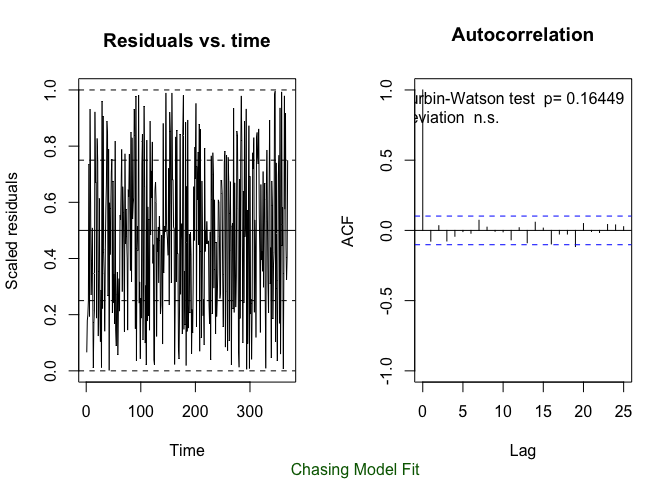 Residuals vs. time
Scaled residuals
0.0 0.2 0.4 0.6 0.8 1.0
0 100 200 300
Time
Autocorrelation
urbin-Watson test p= 0.16449
eviation n.s.
ACF
-1.0 -0.5 0.0 0.5 1.0
0 5 10 15 20 25
Lag
Chasing Model Fit